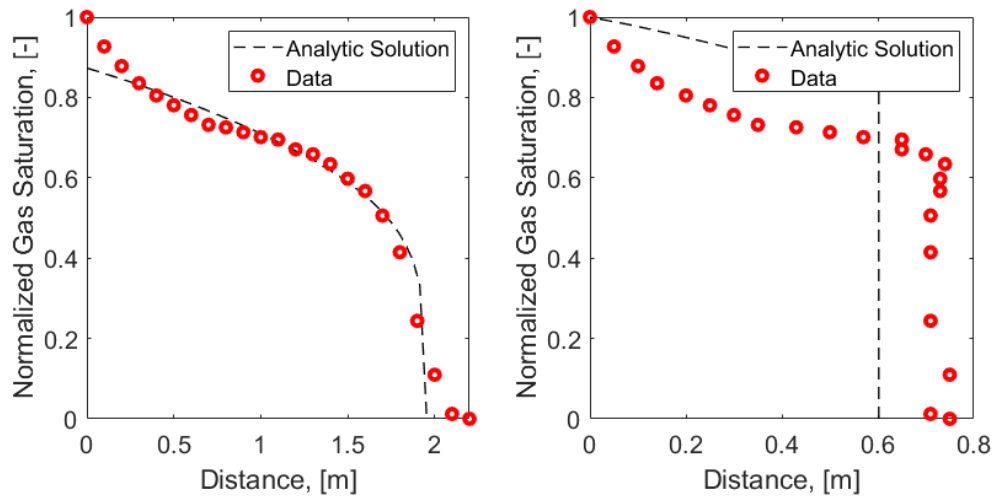 Normalized Gas Saturation, [-]
1
0.8
0.6
0.4
0.2
0
0
0.5
1
1.5
2
Distance, [m]
Analytic Solution
Data
Normalized Gas Saturation, [-]
1
0.8
0.6
0.4
0.2
0
0
0.2
0.4
0.6
0.8
Distance, [m]
Analytic Solution
Data